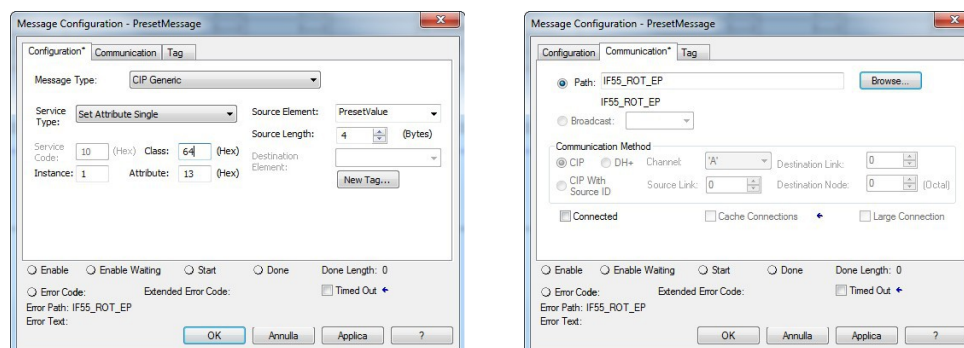 Message Configuration - PresetMessage
Configuration* Communication Tag
Message Type: CIP Generic
Service Type: Set Attribute Single Source Element: PresetValue
Source Length: 4 (Bytes)
Service Code: 10 (Hex) Class: 64 (Hex) Destination Element:
Instance: 1 Attribute: 13 (Hex) New Tag...
Enable Enable Waiting Start Done Done Length: 0
Error Code: Extended Error Code: Timed Out
Error Path: IF55_ROT_EP
Error Text:
OK Annulla Applica ?
Message Configuration - PresetMessage
Configuration Communication* Tag
Path: IF55_ROT_EP Browse...
IF55_ROT_EP
Broadcast:
Communication Method
CIP DH+ Channel: 'A' Destination Link: 0
CIP With Source ID Source Link: 0 Destination Node: 0 (Octal)
Connected Cache Connections Large Connection
Enable Enable Waiting Start Done Done Length: 0
Error Code: Extended Error Code: Timed Out
Error Path: IF55_ROT_EP
Error Text:
OK Annulla Applica ?